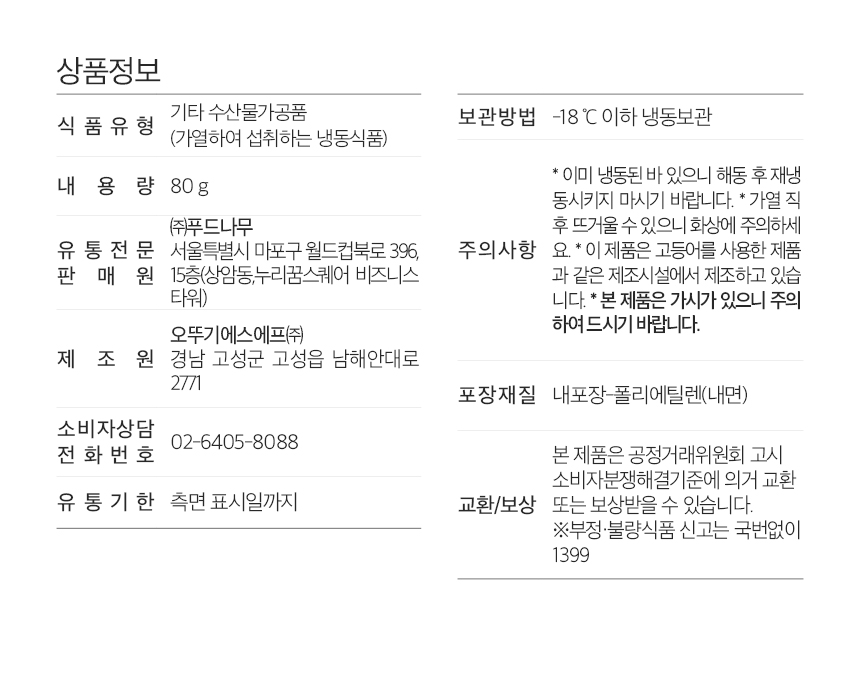 상품정보
식품유형
기타 수산물가공품
(가열하여 섭취하는 냉동식품)
내용량
80 g
유통전문
판매원
㈜푸드나무
서울특별시 마포구 월드컵북로 396,
15층(상암동,누리꿈스퀘어 비즈니스
타워)
제조원
오뚜기에스에프㈜
경남 고성군 고성읍 남해안대로
2771
소비자상담
전화번호
02-6405-8088
유통기한
측면 표시일까지
보관방법
-18 ℃ 이하 냉동보관
주의사항
* 이미 냉동된 바 있으니 해동 후 재냉
동시키지 마시기 바랍니다. * 가열 직
후 뜨거울 수 있으니 화상에 주의하세
요. * 이 제품은 고등어를 사용한 제품
과 같은 제조시설에서 제조하고 있습
니다. * 본 제품은 가시가 있으니 주의
하여 드시기 바랍니다.
포장재질
내포장-폴리에틸렌(내면)
교환/보상
본 제품은 공정거래위원회 고시
소비자분쟁해결기준에 의거 교환
또는 보상받을 수 있습니다.
※부정·불량식품 신고는 국번없이
1399